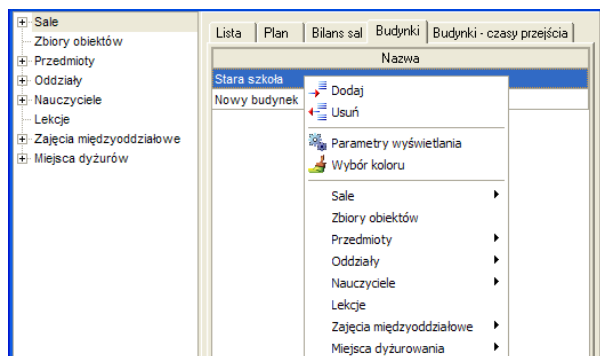 Sale
Zbiory obiektów
Przedmioty
Oddziały
Nauczyciele
Lekcje
Zajęcia międzyoddziałowe
Miejsca dyżurów
Lista Plan Bilans sal Budynki Budynki - czasy przejścia
Nazwa
Stara szkoła
Nowy budynek
Dodaj
Usuń
Parametry wyświetlania
Wybór koloru
Sale
Zbiory obiektów
Przedmioty
Oddziały
Nauczyciele
Lekcje
Zajęcia międzyoddziałowe
Miejsca dyżurowania